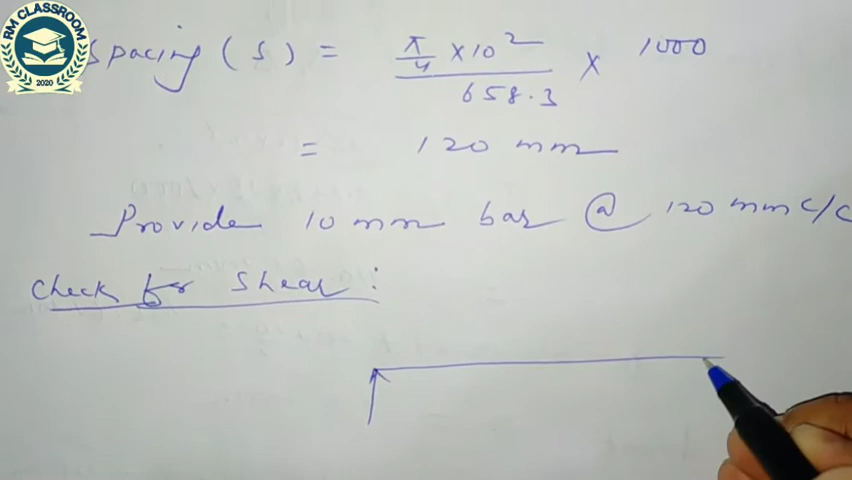 RM CLASSROOM
2020
Spacing (S) = π/4 × 10² / 658.3 × 1000
= 120 mm
Provide 10 mm bar @ 120 mm c/c
Check for Shear :